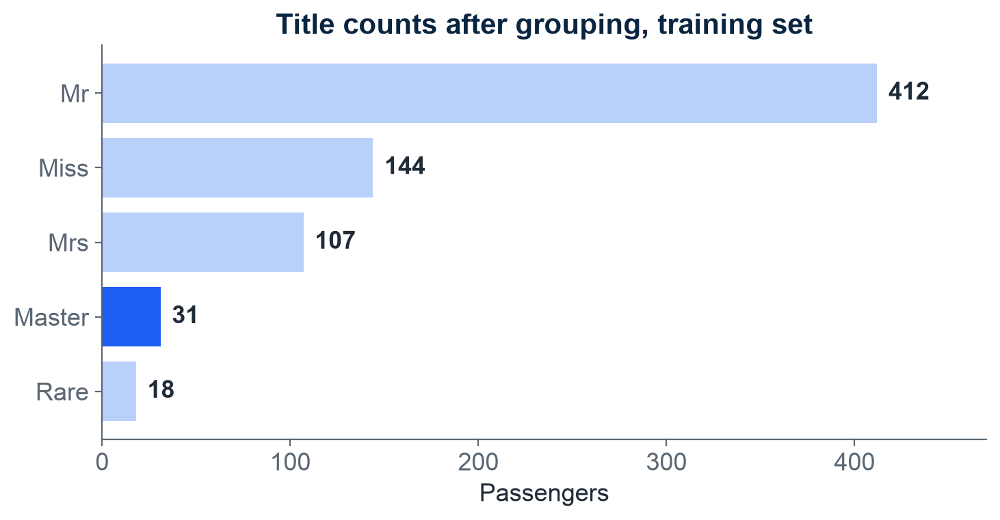 Title counts after grouping, training set
Mr 412
Miss 144
Mrs 107
Master 31
Rare 18
0 100 200 300 400
Passengers